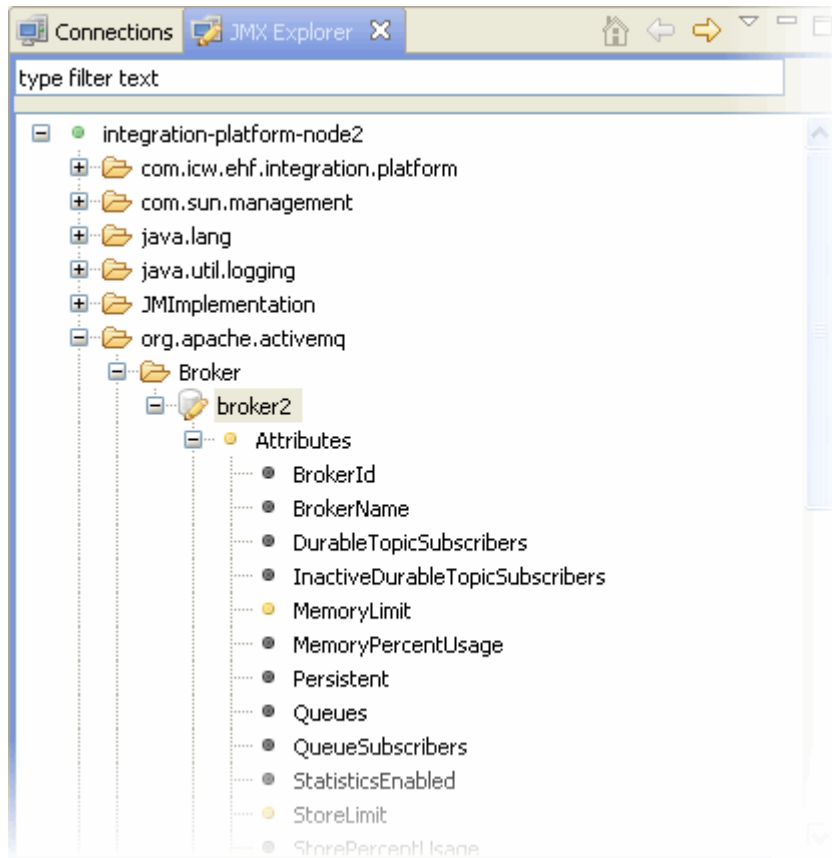 Connections JMX Explorer
type filter text
integration-platform-node2
com.icw.ehf.integration.platform
com.sun.management
java.lang
java.util.logging
JMImplementation
org.apache.activemq
Broker
broker2
Attributes
BrokerId
BrokerName
DurableTopicSubscribers
InactiveDurableTopicSubscribers
MemoryLimit
MemoryPercentUsage
Persistent
Queues
QueueSubscribers
StatisticsEnabled
StoreLimit
StorePercentUsage